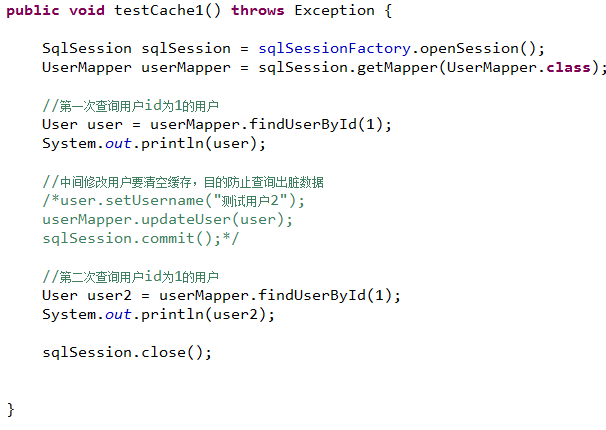 public void testCache1() throws Exception {
SqlSession sqlSession = sqlSessionFactory.openSession();
UserMapper userMapper = sqlSession.getMapper(UserMapper.class);
//第一次查询用户id为1的用户
User user = userMapper.findUserById(1);
System.out.println(user);
//中间修改用户要清空缓存，目的防止查询出脏数据
/*user.setUsername("测试用户2");
userMapper.updateUser(user);
sqlSession.commit();*/
//第二次查询用户id为1的用户
User user2 = userMapper.findUserById(1);
System.out.println(user2);
sqlSession.close();
}